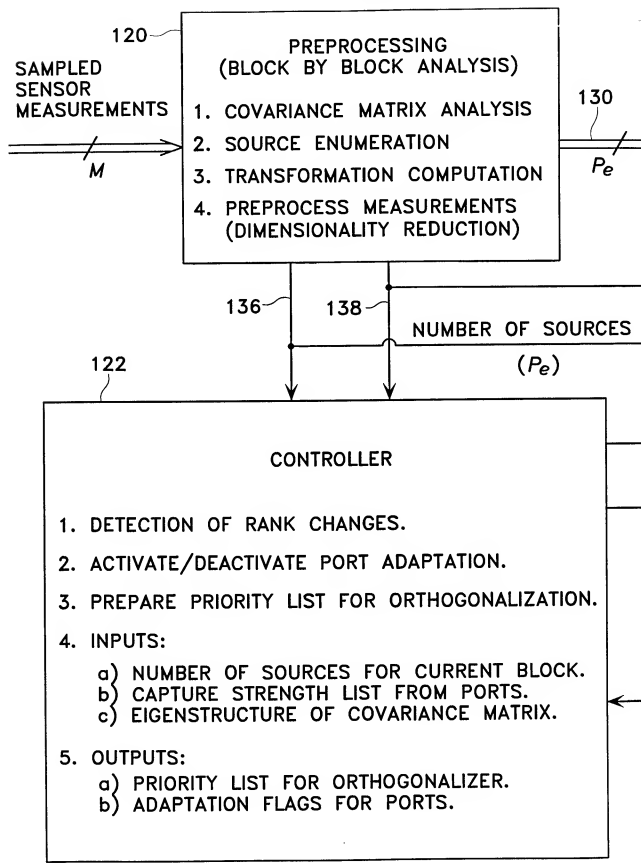 120
PREPROCESSING
(BLOCK BY BLOCK ANALYSIS)
SAMPLED
SENSOR
MEASUREMENTS
M
1. COVARIANCE MATRIX ANALYSIS
2. SOURCE ENUMERATION
3. TRANSFORMATION COMPUTATION
4. PREPROCESS MEASUREMENTS
(DIMENSIONALITY REDUCTION)
130
Pe
136
138
NUMBER OF SOURCES
(Pe)
122
CONTROLLER
1. DETECTION OF RANK CHANGES.
2. ACTIVATE/DEACTIVATE PORT ADAPTATION.
3. PREPARE PRIORITY LIST FOR ORTHOGONALIZATION.
4. INPUTS:
a) NUMBER OF SOURCES FOR CURRENT BLOCK.
b) CAPTURE STRENGTH LIST FROM PORTS.
c) EIGENSTRUCTURE OF COVARIANCE MATRIX.
5. OUTPUTS:
a) PRIORITY LIST FOR ORTHOGONALIZER.
b) ADAPTATION FLAGS FOR PORTS.